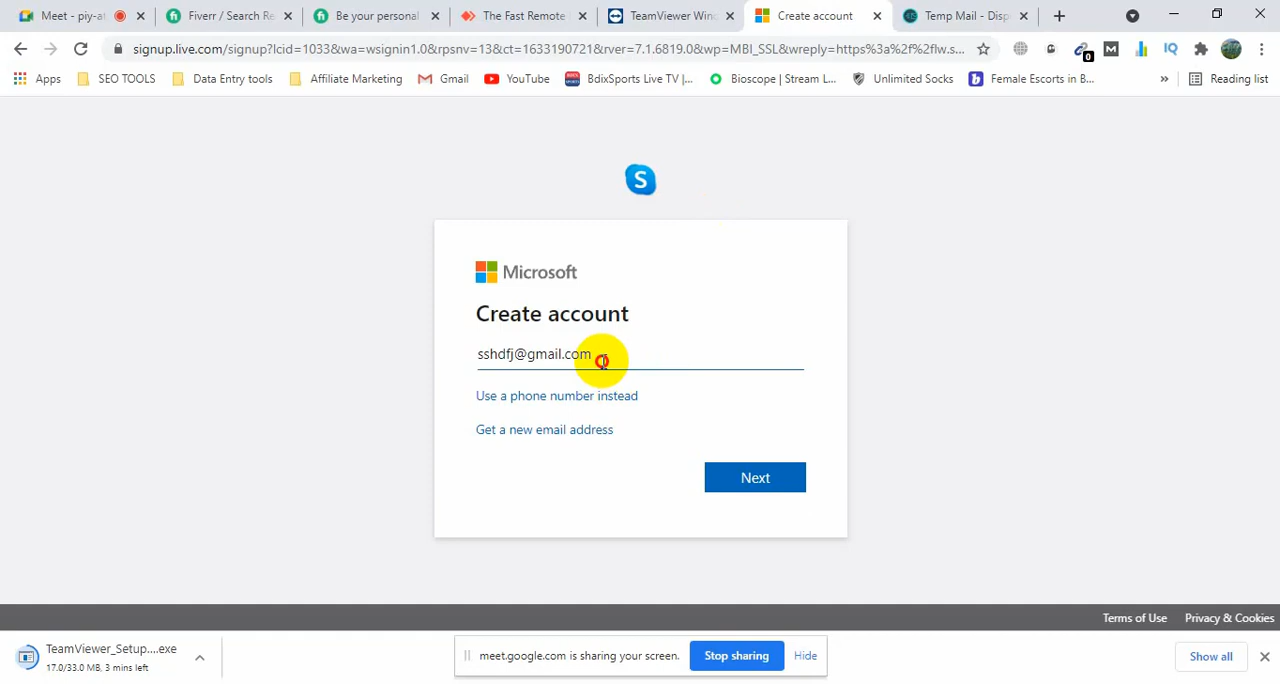 Meet - piy-at
Fiverr / Search Re
Be your personal
The Fast Remote
TeamViewer Win
Create account
Temp Mail - Disp
signup.live.com/signup?lcid=1033&wa=wsignin1.0&rpsnv=13&ct=1633190721&rver=7.1.6819.0&wp=MBI_SSL&wreply=https%3a%2f%2flw.s...
0
M
IQ
Apps
SEO TOOLS
Data Entry tools
Affiliate Marketing
Gmail
YouTube
BdixSports Live TV |...
Bioscope | Stream L...
Unlimited Socks
Female Escorts in B...
»
Reading list
S
Microsoft
Create account
sshdfj@gmail.com
Use a phone number instead
Get a new email address
Next
Terms of Use
Privacy & Cookies
TeamViewer_Setup....exe
17.0/33.0 MB, 3 mins left
meet.google.com is sharing your screen.
Stop sharing
Hide
Show all